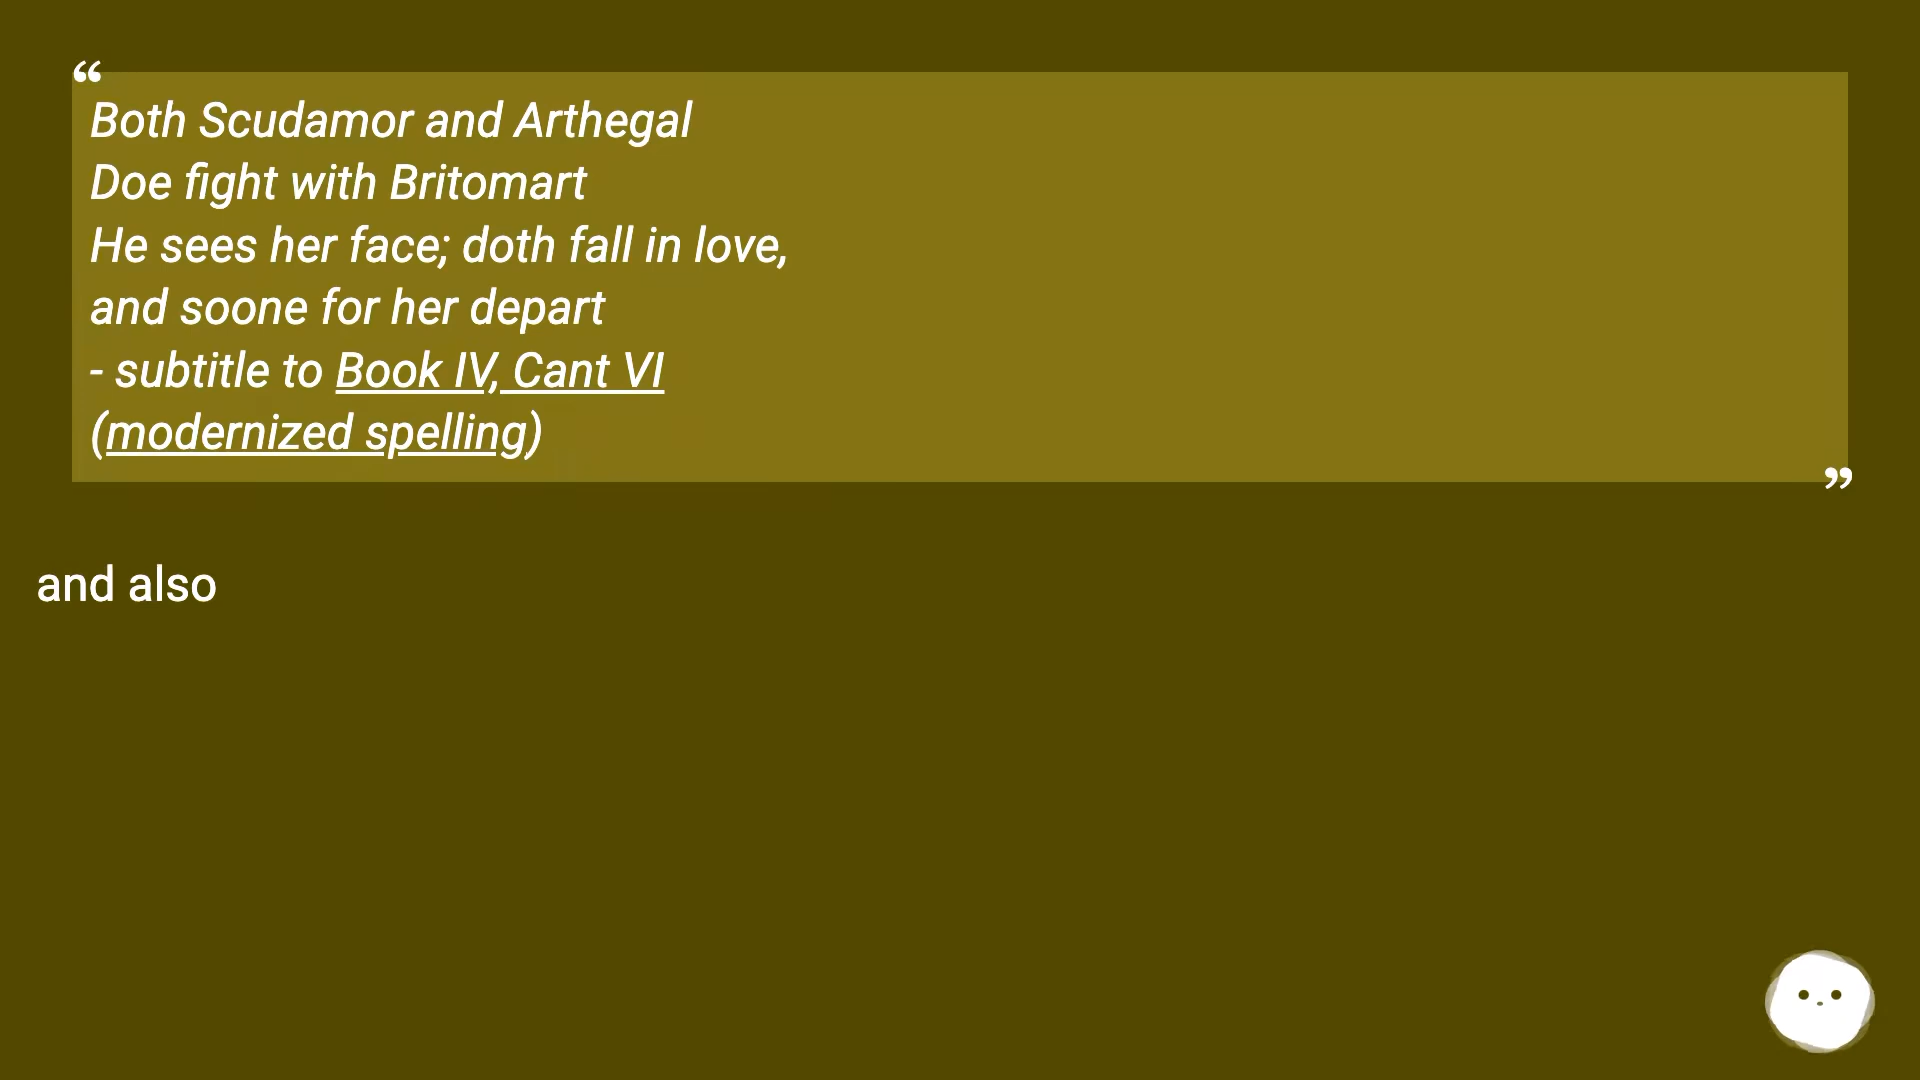 “
Both Scudamor and Arthegal
Doe fight with Britomart
He sees her face; doth fall in love,
and soone for her depart
- subtitle to Book IV, Cant VI
(modernized spelling)
”
and also